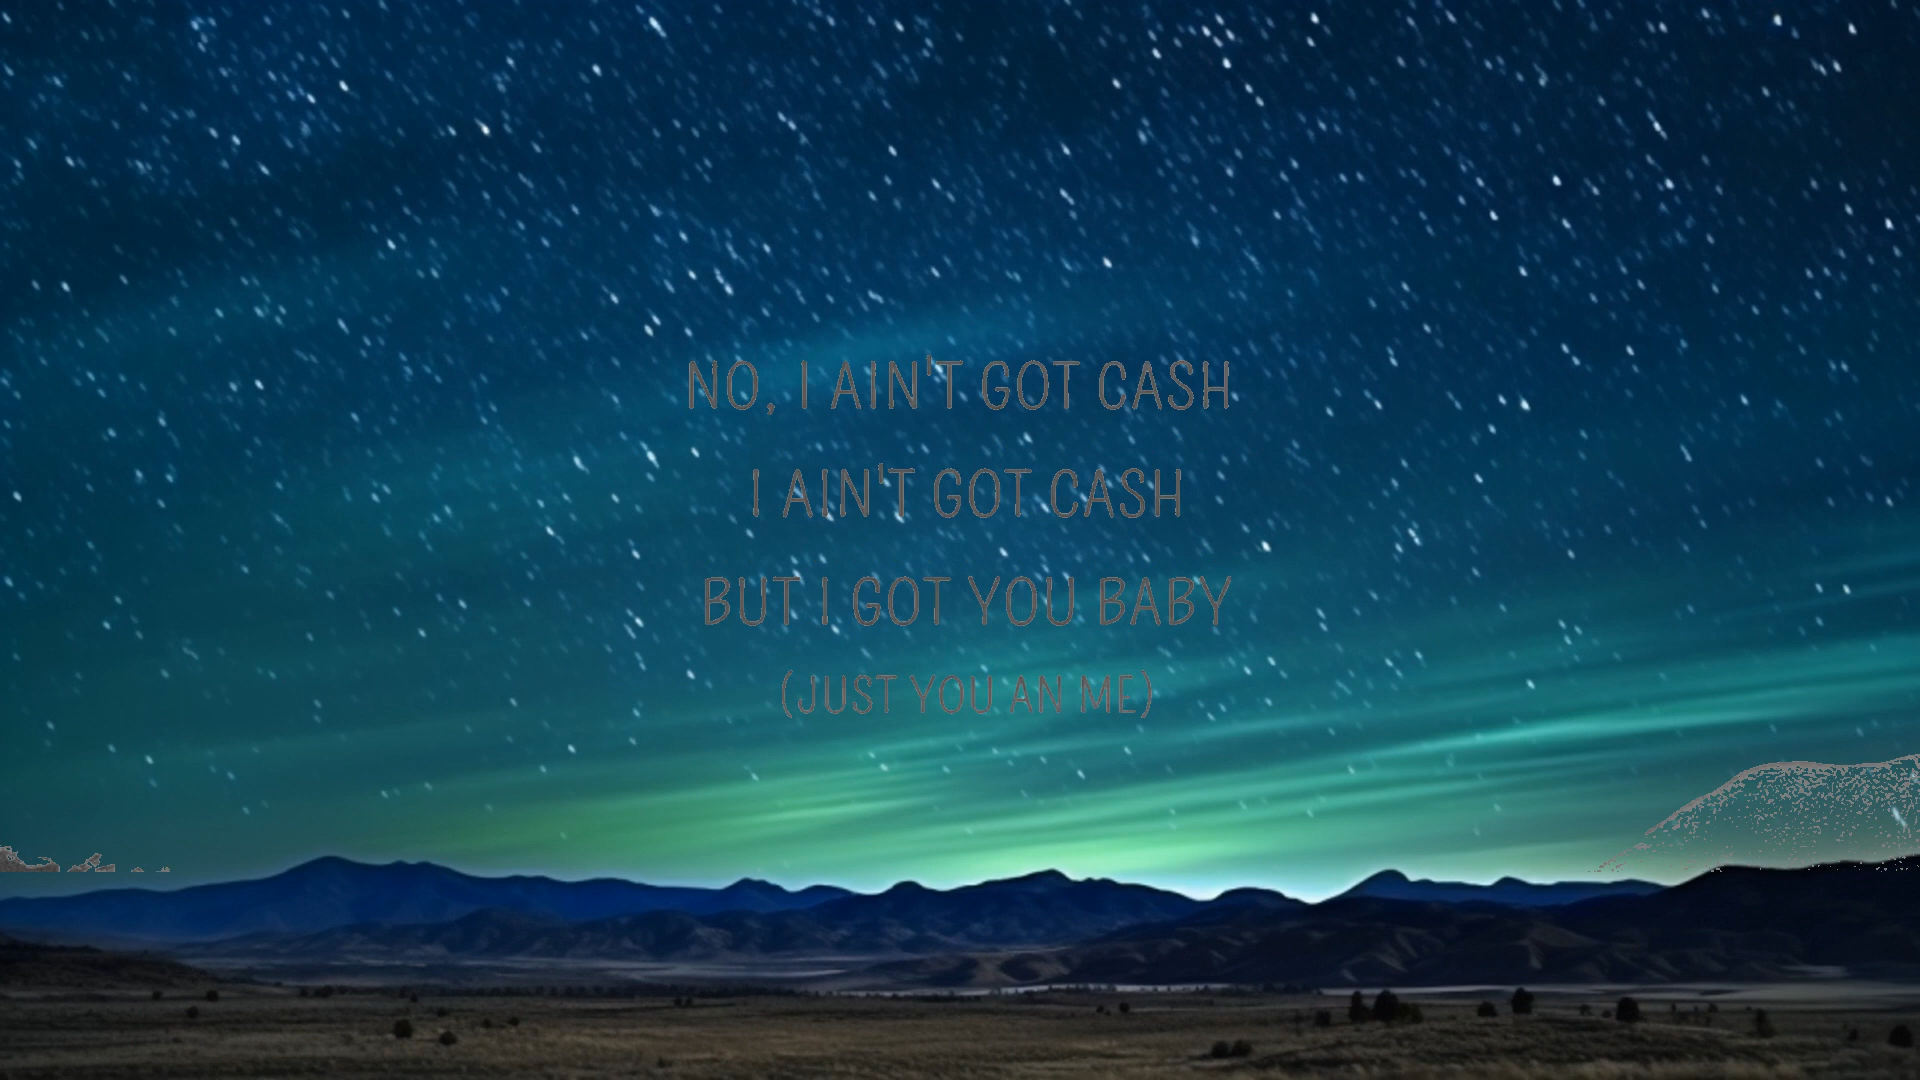 NO, I AIN'T GOT CASH
I AIN'T GOT CASH
BUT I GOT YOU BABY
(JUST YOU AN ME)